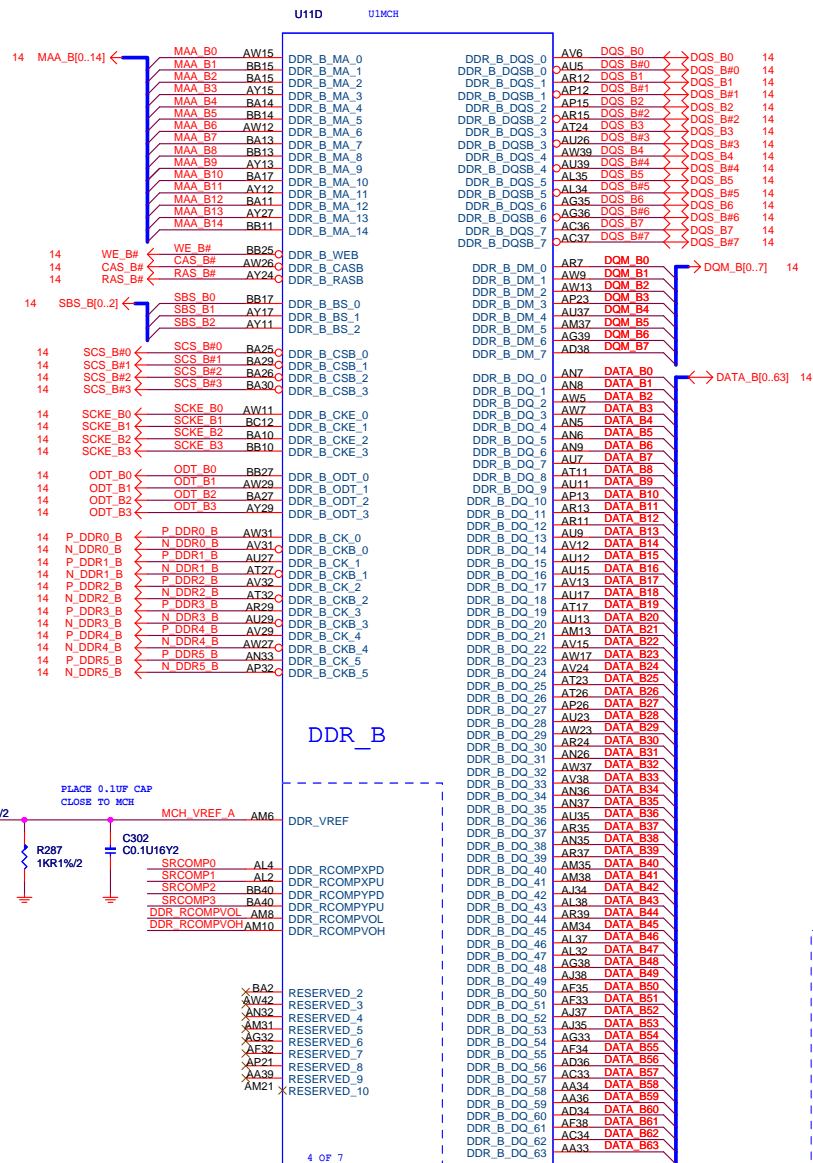 U11D U1MCH
14 MAA_B[0..14]
MAA_B0 AW15 DDR_B_MA_0
MAA_B1 BB15 DDR_B_MA_1
MAA_B2 BA15 DDR_B_MA_2
MAA_B3 AY15 DDR_B_MA_3
MAA_B4 BA14 DDR_B_MA_4
MAA_B5 BB14 DDR_B_MA_5
MAA_B6 AW12 DDR_B_MA_6
MAA_B7 BA13 DDR_B_MA_7
MAA_B8 BB13 DDR_B_MA_8
MAA_B9 AY13 DDR_B_MA_9
MAA_B10 BA17 DDR_B_MA_10
MAA_B11 AY12 DDR_B_MA_11
MAA_B12 BA11 DDR_B_MA_12
MAA_B13 AY27 DDR_B_MA_13
MAA_B14 BB11 DDR_B_MA_14
14 WE_B# WE_B# BB25 DDR_B_WEB
14 CAS_B# CAS_B# AW26 DDR_B_CASB
14 RAS_B# RAS_B# AY24 DDR_B_RASB
14 SBS_B[0..2]
SBS_B0 BB17 DDR_B_BS_0
SBS_B1 AY17 DDR_B_BS_1
SBS_B2 AY11 DDR_B_BS_2
14 SCS_B#0 SCS_B#0 BA25 DDR_B_CSB_0
14 SCS_B#1 SCS_B#1 BA29 DDR_B_CSB_1
14 SCS_B#2 SCS_B#2 BA26 DDR_B_CSB_2
14 SCS_B#3 SCS_B#3 BA30 DDR_B_CSB_3
14 SCKE_B0 SCKE_B0 AW11 DDR_B_CKE_0
14 SCKE_B1 SCKE_B1 BC12 DDR_B_CKE_1
14 SCKE_B2 SCKE_B2 BA10 DDR_B_CKE_2
14 SCKE_B3 SCKE_B3 BB10 DDR_B_CKE_3
14 ODT_B0 ODT_B0 BB27 DDR_B_ODT_0
14 ODT_B1 ODT_B1 AW29 DDR_B_ODT_1
14 ODT_B2 ODT_B2 BA27 DDR_B_ODT_2
14 ODT_B3 ODT_B3 AY29 DDR_B_ODT_3
14 P_DDR0_B P_DDR0_B AW31 DDR_B_CK_0
14 N_DDR0_B N_DDR0_B AV31 DDR_B_CKB_0
14 P_DDR1_B P_DDR1_B AU27 DDR_B_CK_1
14 N_DDR1_B N_DDR1_B AT27 DDR_B_CKB_1
14 P_DDR2_B P_DDR2_B AV32 DDR_B_CK_2
14 N_DDR2_B N_DDR2_B AT32 DDR_B_CKB_2
14 P_DDR3_B P_DDR3_B AR29 DDR_B_CK_3
14 N_DDR3_B N_DDR3_B AU29 DDR_B_CKB_3
14 P_DDR4_B P_DDR4_B AV29 DDR_B_CK_4
14 N_DDR4_B N_DDR4_B AW27 DDR_B_CKB_4
14 P_DDR5_B P_DDR5_B AN33 DDR_B_CK_5
14 N_DDR5_B N_DDR5_B AP32 DDR_B_CKB_5
DDR_B
PLACE 0.1UF CAP
CLOSE TO MCH
/2 MCH_VREF_A AM6 DDR_VREF
R287
1KR1%/2
C302
C0.1U16Y2
SRCOMP0 AL4 DDR_RCOMPXPD
SRCOMP1 AL2 DDR_RCOMPXPU
SRCOMP2 BB40 DDR_RCOMPYPD
SRCOMP3 BA40 DDR_RCOMPYPU
DDR_RCOMPVOL AM8 DDR_RCOMPVOL
DDR_RCOMPVOH AM10 DDR_RCOMPVOH
BA2 RESERVED_2
AW42 RESERVED_3
AN32 RESERVED_4
AM31 RESERVED_5
AG32 RESERVED_6
AF32 RESERVED_7
AP21 RESERVED_8
AA39 RESERVED_9
AM21 RESERVED_10
4 OF 7
DDR_B_DQS_0 AV6 DQS_B0 DQS_B0 14
DDR_B_DQSB_0 AU5 DQS_B#0 DQS_B#0 14
DDR_B_DQS_1 AR12 DQS_B1 DQS_B1 14
DDR_B_DQSB_1 AP12 DQS_B#1 DQS_B#1 14
DDR_B_DQS_2 AP15 DQS_B2 DQS_B2 14
DDR_B_DQSB_2 AR15 DQS_B#2 DQS_B#2 14
DDR_B_DQS_3 AT24 DQS_B3 DQS_B3 14
DDR_B_DQSB_3 AU26 DQS_B#3 DQS_B#3 14
DDR_B_DQS_4 AW39 DQS_B4 DQS_B4 14
DDR_B_DQSB_4 AU39 DQS_B#4 DQS_B#4 14
DDR_B_DQS_5 AL35 DQS_B5 DQS_B5 14
DDR_B_DQSB_5 AL34 DQS_B#5 DQS_B#5 14
DDR_B_DQS_6 AG35 DQS_B6 DQS_B6 14
DDR_B_DQSB_6 AG36 DQS_B#6 DQS_B#6 14
DDR_B_DQS_7 AC36 DQS_B7 DQS_B7 14
DDR_B_DQSB_7 AC37 DQS_B#7 DQS_B#7 14
DDR_B_DM_0 AR7 DQM_B0 DQM_B[0..7] 14
DDR_B_DM_1 AW9 DQM_B1
DDR_B_DM_2 AW13 DQM_B2
DDR_B_DM_3 AP23 DQM_B3
DDR_B_DM_4 AU37 DQM_B4
DDR_B_DM_5 AM37 DQM_B5
DDR_B_DM_6 AG39 DQM_B6
DDR_B_DM_7 AD38 DQM_B7
DDR_B_DQ_0 AN7 DATA_B0 DATA_B[0..63] 14
DDR_B_DQ_1 AN8 DATA_B1
DDR_B_DQ_2 AW5 DATA_B2
DDR_B_DQ_3 AW7 DATA_B3
DDR_B_DQ_4 AN5 DATA_B4
DDR_B_DQ_5 AN6 DATA_B5
DDR_B_DQ_6 AN9 DATA_B6
DDR_B_DQ_7 AU7 DATA_B7
DDR_B_DQ_8 AT11 DATA_B8
DDR_B_DQ_9 AU11 DATA_B9
DDR_B_DQ_10 AP13 DATA_B10
DDR_B_DQ_11 AR13 DATA_B11
DDR_B_DQ_12 AR11 DATA_B12
DDR_B_DQ_13 AU9 DATA_B13
DDR_B_DQ_14 AV12 DATA_B14
DDR_B_DQ_15 AU12 DATA_B15
DDR_B_DQ_16 AU15 DATA_B16
DDR_B_DQ_17 AV13 DATA_B17
DDR_B_DQ_18 AU17 DATA_B18
DDR_B_DQ_19 AT17 DATA_B19
DDR_B_DQ_20 AU13 DATA_B20
DDR_B_DQ_21 AM13 DATA_B21
DDR_B_DQ_22 AV15 DATA_B22
DDR_B_DQ_23 AW17 DATA_B23
DDR_B_DQ_24 AV24 DATA_B24
DDR_B_DQ_25 AT23 DATA_B25
DDR_B_DQ_26 AT26 DATA_B26
DDR_B_DQ_27 AP26 DATA_B27
DDR_B_DQ_28 AU23 DATA_B28
DDR_B_DQ_29 AW23 DATA_B29
DDR_B_DQ_30 AR24 DATA_B30
DDR_B_DQ_31 AN26 DATA_B31
DDR_B_DQ_32 AW37 DATA_B32
DDR_B_DQ_33 AV38 DATA_B33
DDR_B_DQ_34 AN36 DATA_B34
DDR_B_DQ_35 AN37 DATA_B35
DDR_B_DQ_36 AU35 DATA_B36
DDR_B_DQ_37 AR35 DATA_B37
DDR_B_DQ_38 AN35 DATA_B38
DDR_B_DQ_39 AR37 DATA_B39
DDR_B_DQ_40 AM35 DATA_B40
DDR_B_DQ_41 AM38 DATA_B41
DDR_B_DQ_42 AJ34 DATA_B42
DDR_B_DQ_43 AL38 DATA_B43
DDR_B_DQ_44 AR39 DATA_B44
DDR_B_DQ_45 AM34 DATA_B45
DDR_B_DQ_46 AL37 DATA_B46
DDR_B_DQ_47 AL32 DATA_B47
DDR_B_DQ_48 AG38 DATA_B48
DDR_B_DQ_49 AJ38 DATA_B49
DDR_B_DQ_50 AF35 DATA_B50
DDR_B_DQ_51 AF33 DATA_B51
DDR_B_DQ_52 AJ37 DATA_B52
DDR_B_DQ_53 AJ35 DATA_B53
DDR_B_DQ_54 AG33 DATA_B54
DDR_B_DQ_55 AF34 DATA_B55
DDR_B_DQ_56 AD36 DATA_B56
DDR_B_DQ_57 AC33 DATA_B57
DDR_B_DQ_58 AA34 DATA_B58
DDR_B_DQ_59 AA36 DATA_B59
DDR_B_DQ_60 AD34 DATA_B60
DDR_B_DQ_61 AF38 DATA_B61
DDR_B_DQ_62 AC34 DATA_B62
DDR_B_DQ_63 AA33 DATA_B63